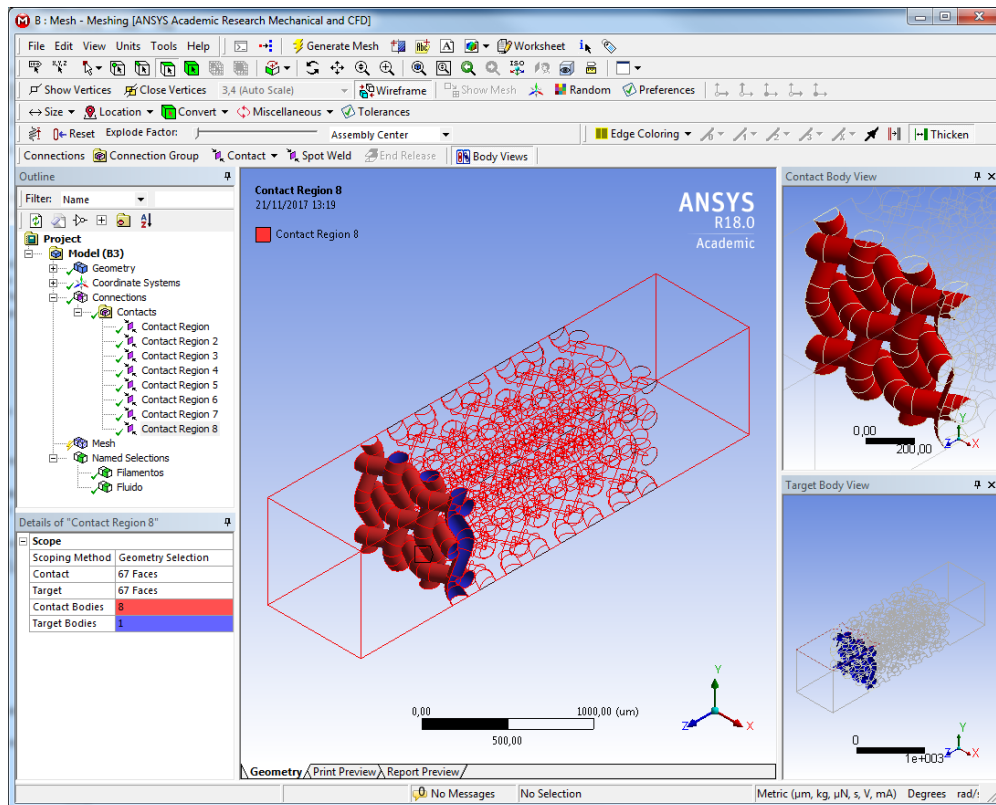 B : Mesh - Meshing [ANSYS Academic Research Mechanical and CFD]
File Edit View Units Tools Help Generate Mesh A Worksheet
ISO
Show Vertices Close Vertices 3,4 (Auto Scale) Wireframe Show Mesh Random Preferences
Size Location Convert Miscellaneous Tolerances
Reset Explode Factor: Assembly Center Edge Coloring Thicken
Connections Connection Group Contact Spot Weld End Release Body Views
Outline
Filter: Name
Project
Model (B3)
Geometry
Coordinate Systems
Connections
Contacts
Contact Region
Contact Region 2
Contact Region 3
Contact Region 4
Contact Region 5
Contact Region 6
Contact Region 7
Contact Region 8
Mesh
Named Selections
Filamentos
Fluido
Details of "Contact Region 8"
Scope
Scoping Method Geometry Selection
Contact 67 Faces
Target 67 Faces
Contact Bodies 8
Target Bodies 1
Contact Region 8
21/11/2017 13:19
Contact Region 8
ANSYS
R18.0
Academic
0,00 1000,00 (um)
500,00
Y
Z X
Geometry Print Preview Report Preview
Contact Body View
0,00
200,00
Y
Z X
Target Body View
0
1e+003
Y
Z X
0 No Messages No Selection Metric (µm, kg, µN, s, V, mA) Degrees rad/s